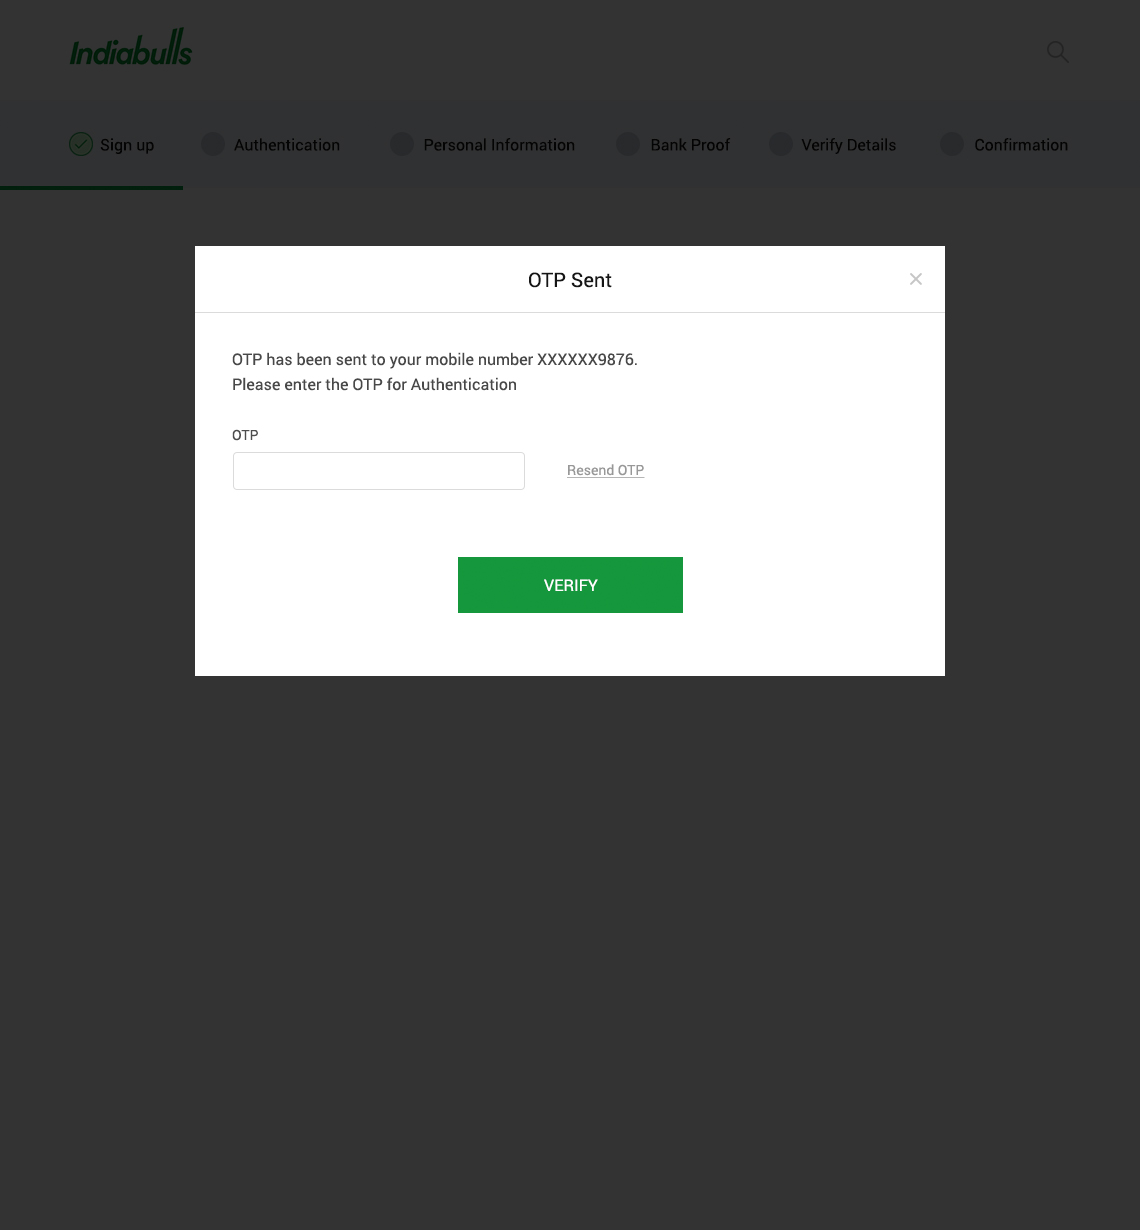 Indiabulls
Sign up Authentication Personal Information Bank Proof Verify Details Confirmation
OTP Sent
OTP has been sent to your mobile number XXXXXX9876.
Please enter the OTP for Authentication
OTP
Resend OTP
VERIFY